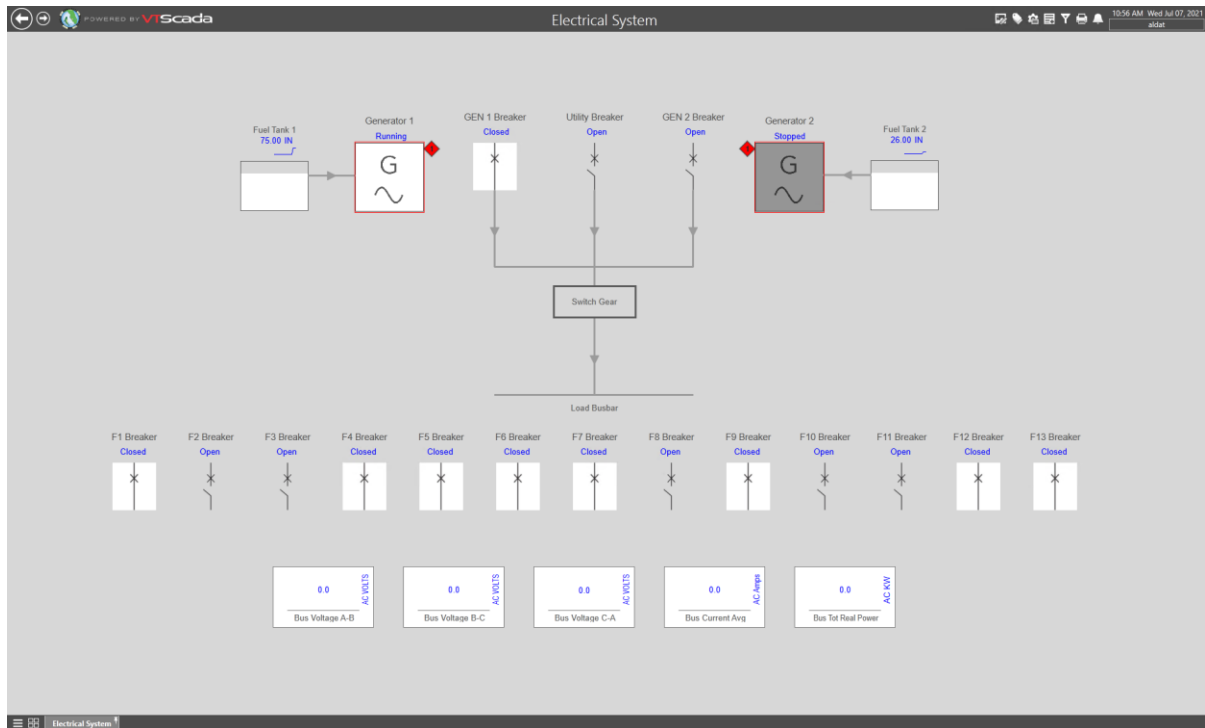 POWERED BY VTScada
Electrical System
10:56 AM Wed Jul 07, 2021
aldat
Fuel Tank 1
75.00 IN
Generator 1
Running
1
G
GEN 1 Breaker
Closed
Utility Breaker
Open
GEN 2 Breaker
Open
Generator 2
Stopped
1
G
Fuel Tank 2
26.00 IN
Switch Gear
Load Busbar
F1 Breaker
Closed
F2 Breaker
Open
F3 Breaker
Open
F4 Breaker
Closed
F5 Breaker
Closed
F6 Breaker
Closed
F7 Breaker
Closed
F8 Breaker
Open
F9 Breaker
Closed
F10 Breaker
Open
F11 Breaker
Open
F12 Breaker
Closed
F13 Breaker
Closed
0.0
AC VOLTS
Bus Voltage A-B
0.0
AC VOLTS
Bus Voltage B-C
0.0
AC VOLTS
Bus Voltage C-A
0.0
AC Amps
Bus Current Avg
0.0
AC KW
Bus Tot Real Power
Electrical System